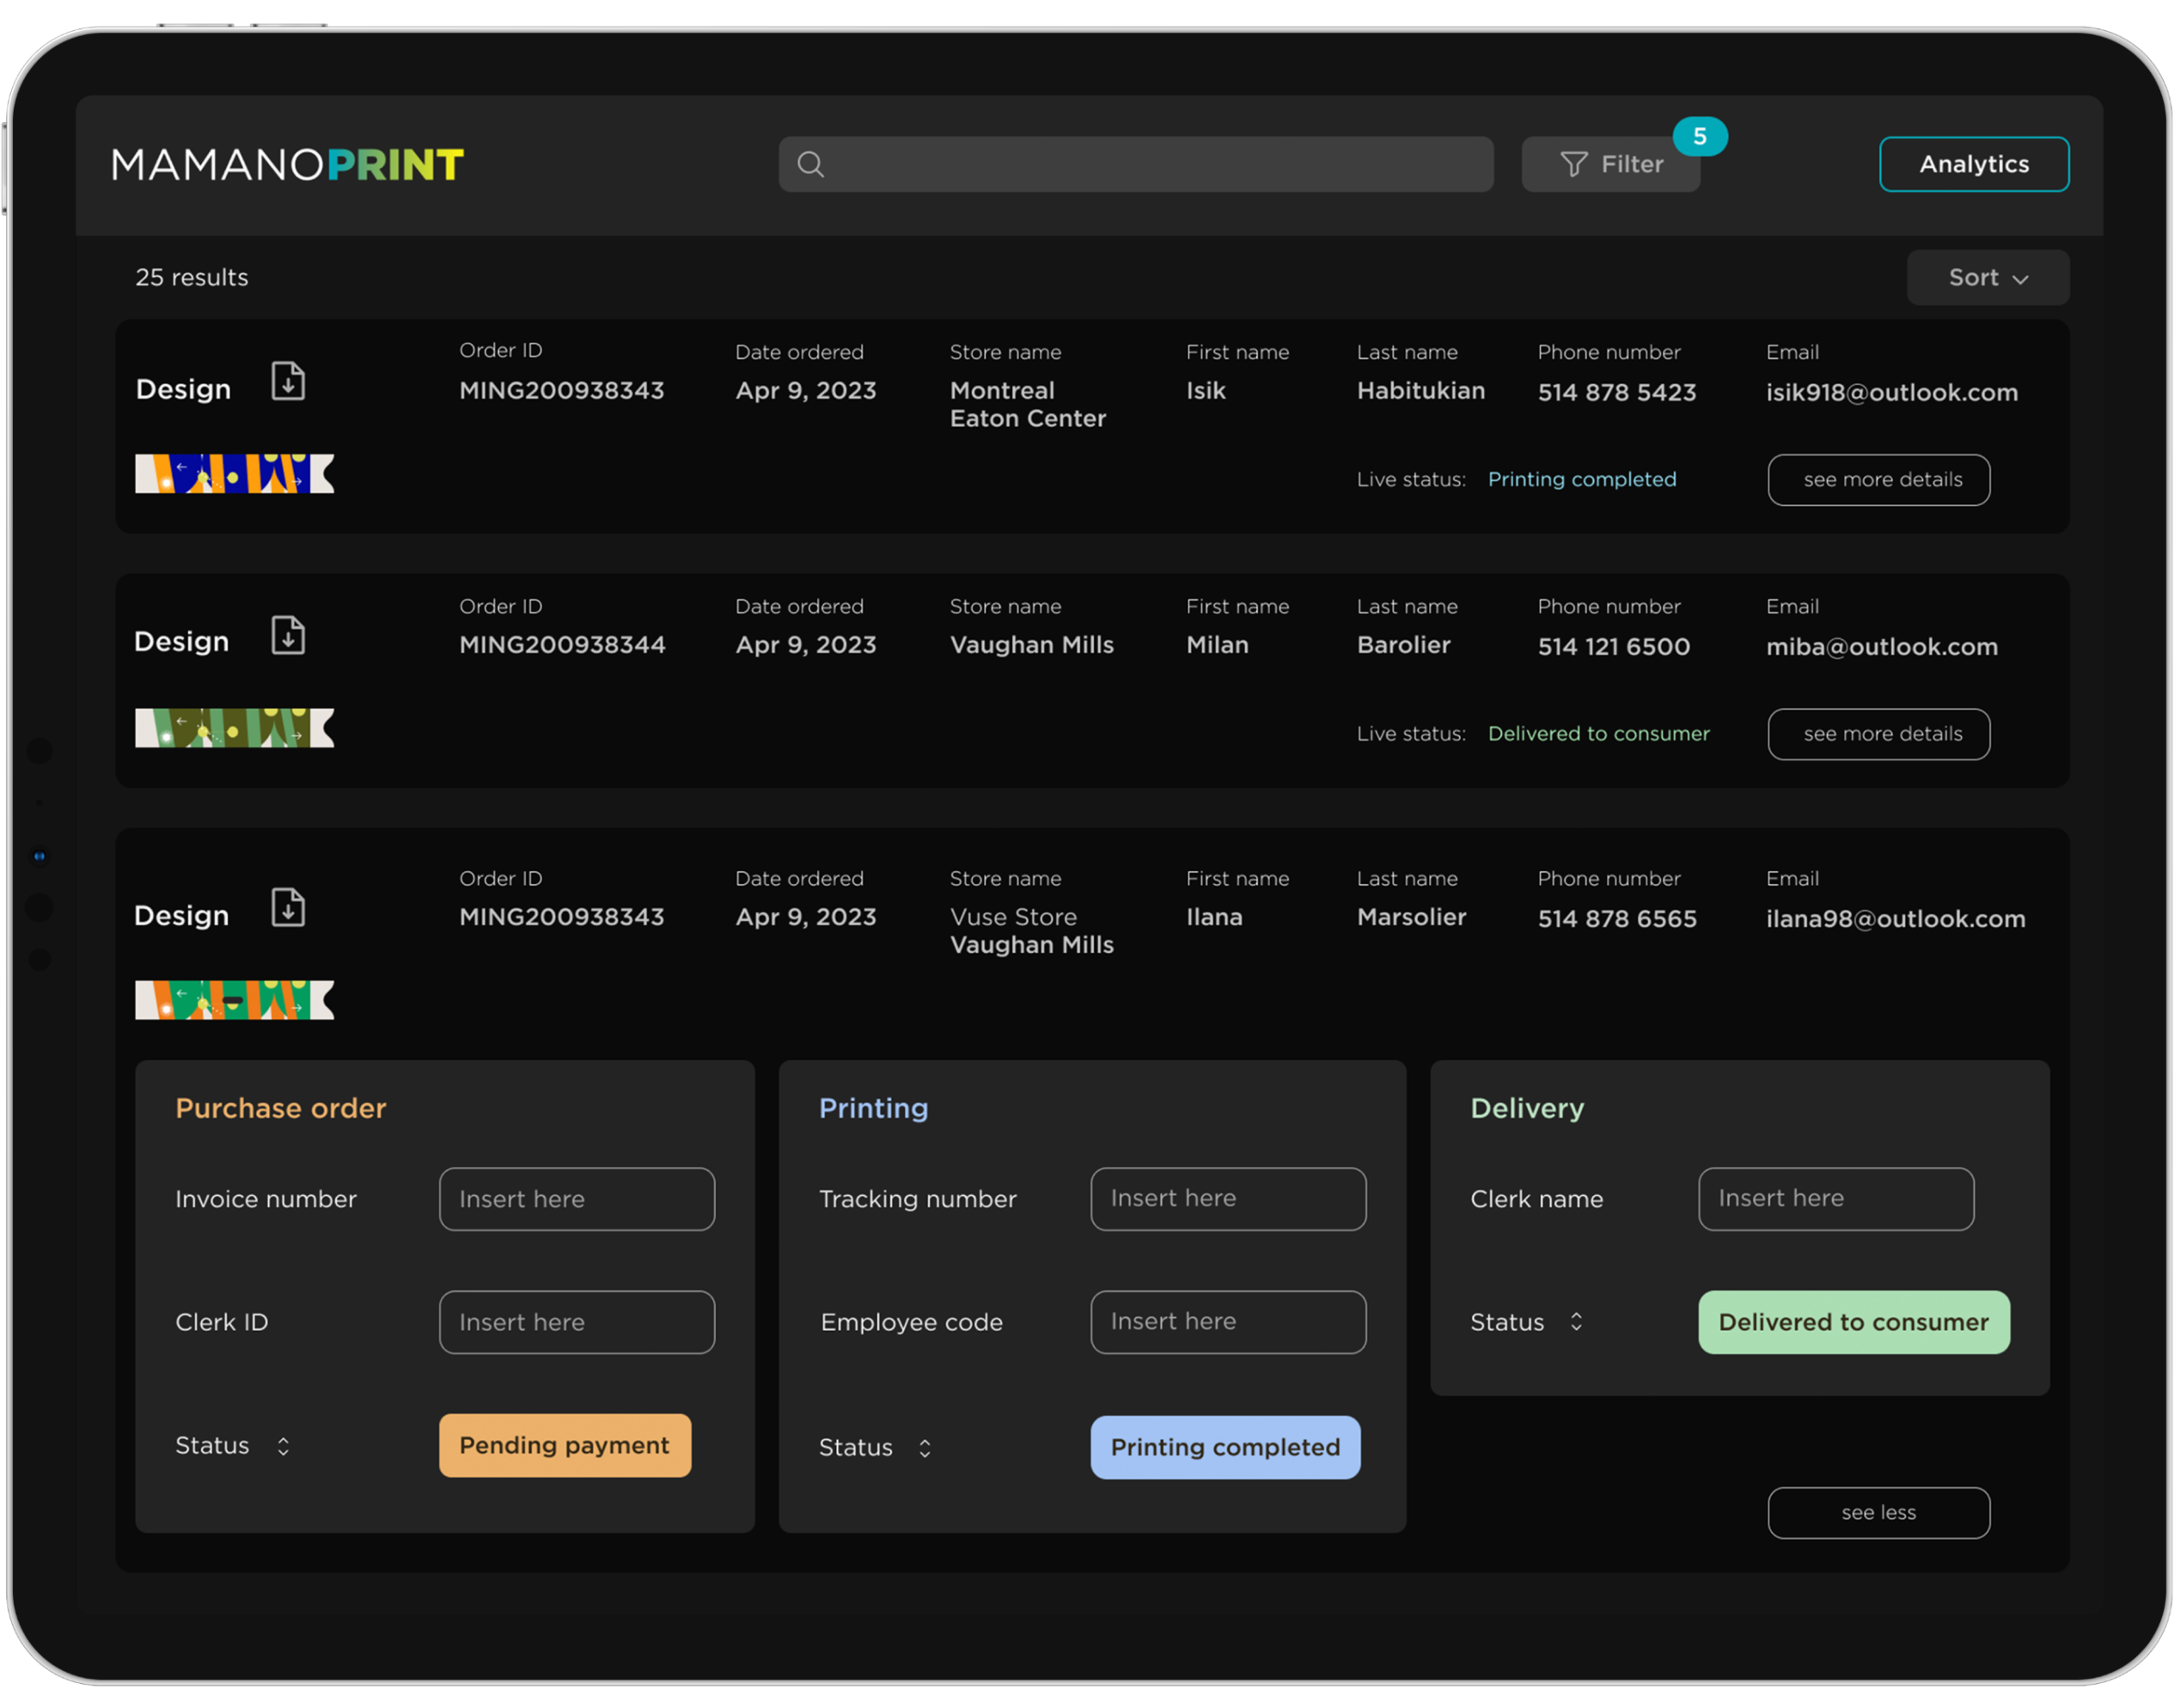 MAMANOPRINT
Filter
5
Analytics
25 results
Sort
Design
Order ID
MING200938343
Date ordered
Apr 9, 2023
Store name
Montreal
Eaton Center
First name
Isik
Last name
Habitukian
Phone number
514 878 5423
Email
isik918@outlook.com
Live status: Printing completed
see more details
Design
Order ID
MING200938344
Date ordered
Apr 9, 2023
Store name
Vaughan Mills
First name
Milan
Last name
Barolier
Phone number
514 121 6500
Email
miba@outlook.com
Live status: Delivered to consumer
see more details
Design
Order ID
MING200938343
Date ordered
Apr 9, 2023
Store name
Vuse Store
Vaughan Mills
First name
Ilana
Last name
Marsolier
Phone number
514 878 6565
Email
ilana98@outlook.com
Purchase order
Invoice number
Insert here
Clerk ID
Insert here
Status
Pending payment
Printing
Tracking number
Insert here
Employee code
Insert here
Status
Printing completed
Delivery
Clerk name
Insert here
Status
Delivered to consumer
see less